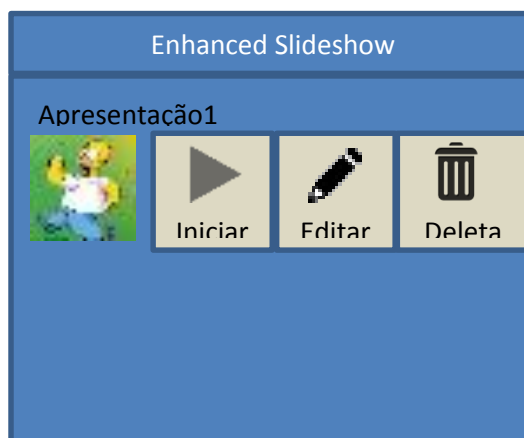 Enhanced Slideshow
Apresentação1
Iniciar
Editar
Deleta